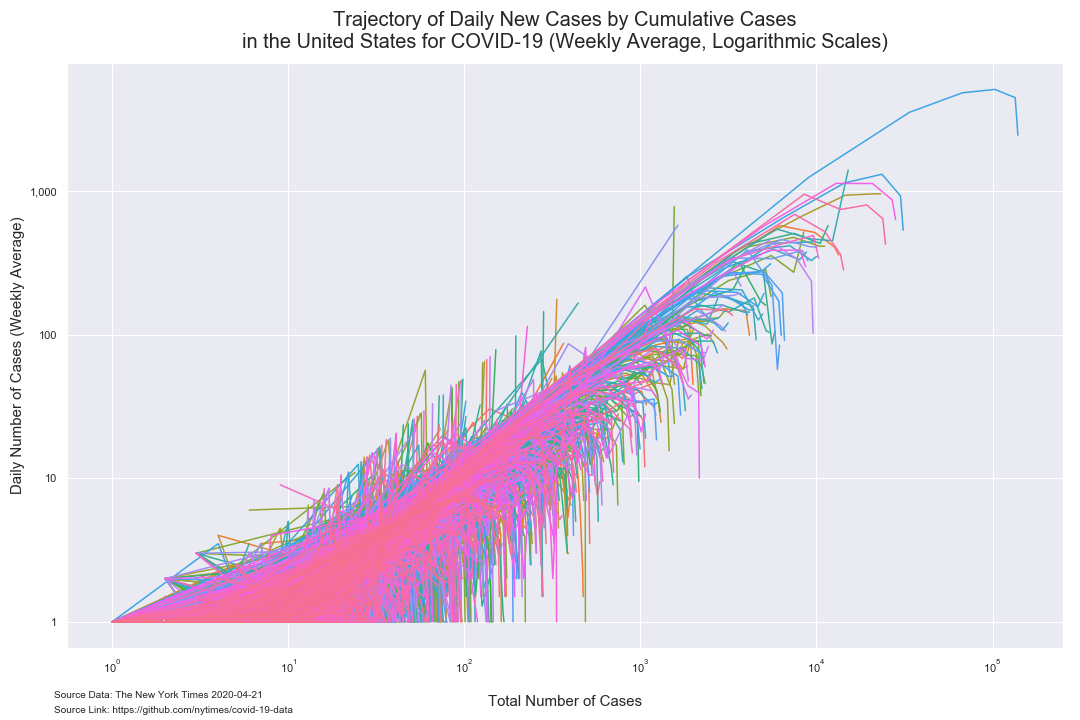 Trajectory of Daily New Cases by Cumulative Cases
in the United States for COVID-19 (Weekly Average, Logarithmic Scales)
Daily Number of Cases (Weekly Average)
1,000
100
10
1
10⁰
10¹
10²
10³
10⁴
10⁵
Total Number of Cases
Source Data: The New York Times 2020-04-21
Source Link: https://github.com/nytimes/covid-19-data